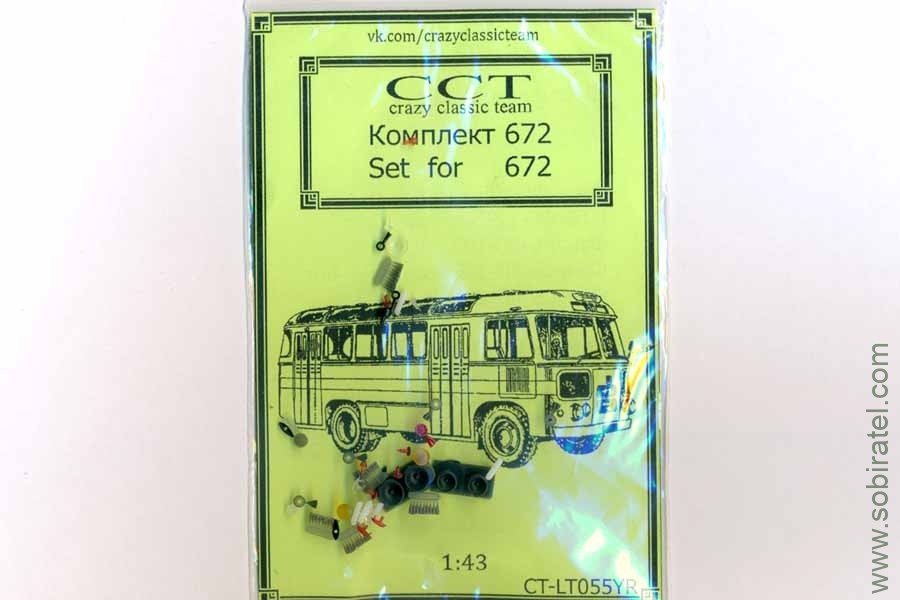 vk.com/crazyclassicteam
CCT
crazy classic team
Комплект 672
Set for 672
1:43
CT-LT055YR
www.sobiratel.com